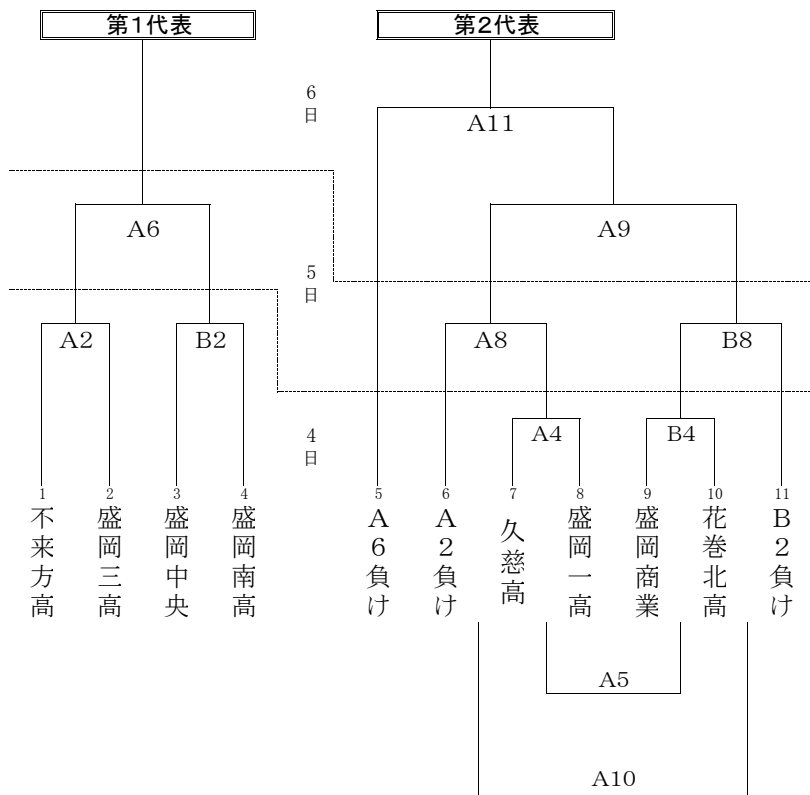 第1代表
第2代表
6日
A11
A6
A9
5日
A2
B2
A8
B8
4日
A4
B4
1
2
3
4
5
6
7
8
9
10
11
不来方高
盛岡三高
盛岡中央
盛岡南高
A6負け
A2負け
久慈高
盛岡一高
盛岡商業
花巻北高
B2負け
A5
A10